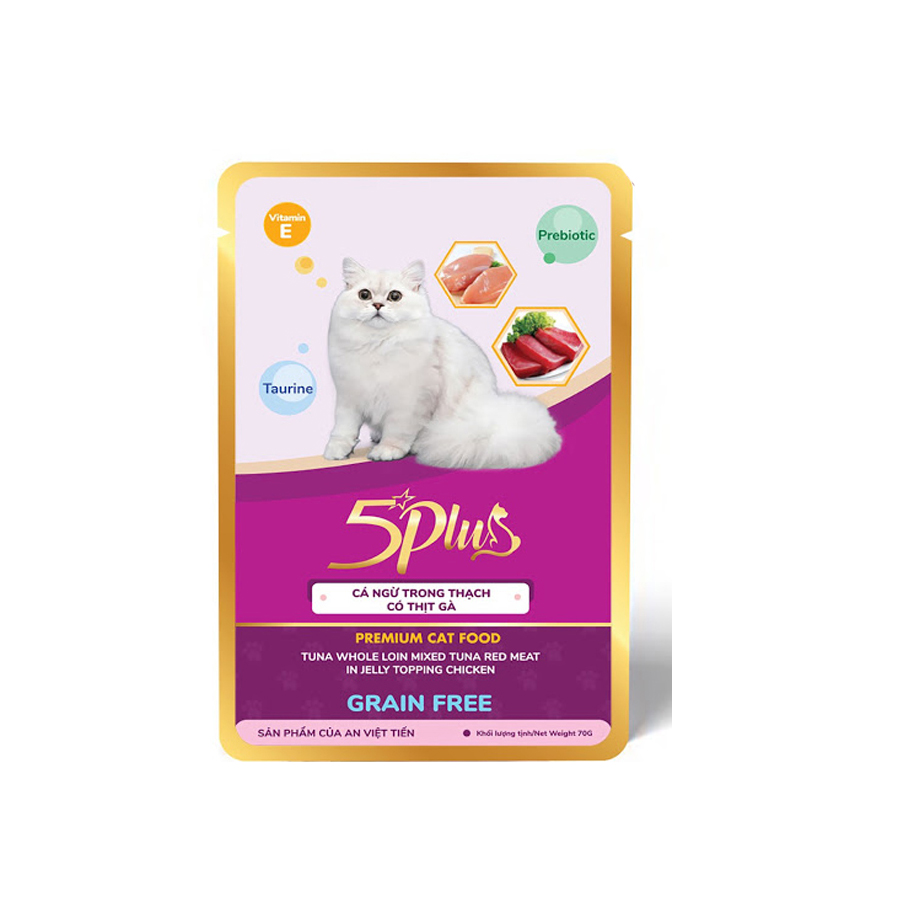 Vitamin
E
Prebiotic
Taurine
5Plus
CÁ NGỪ TRONG THẠCH
CÓ THỊT GÀ
PREMIUM CAT FOOD
TUNA WHOLE LOIN MIXED TUNA RED MEAT
IN JELLY TOPPING CHICKEN
GRAIN FREE
SẢN PHẨM CỦA AN VIỆT TIẾN
Khối lượng tịnh/Net Weight 70G